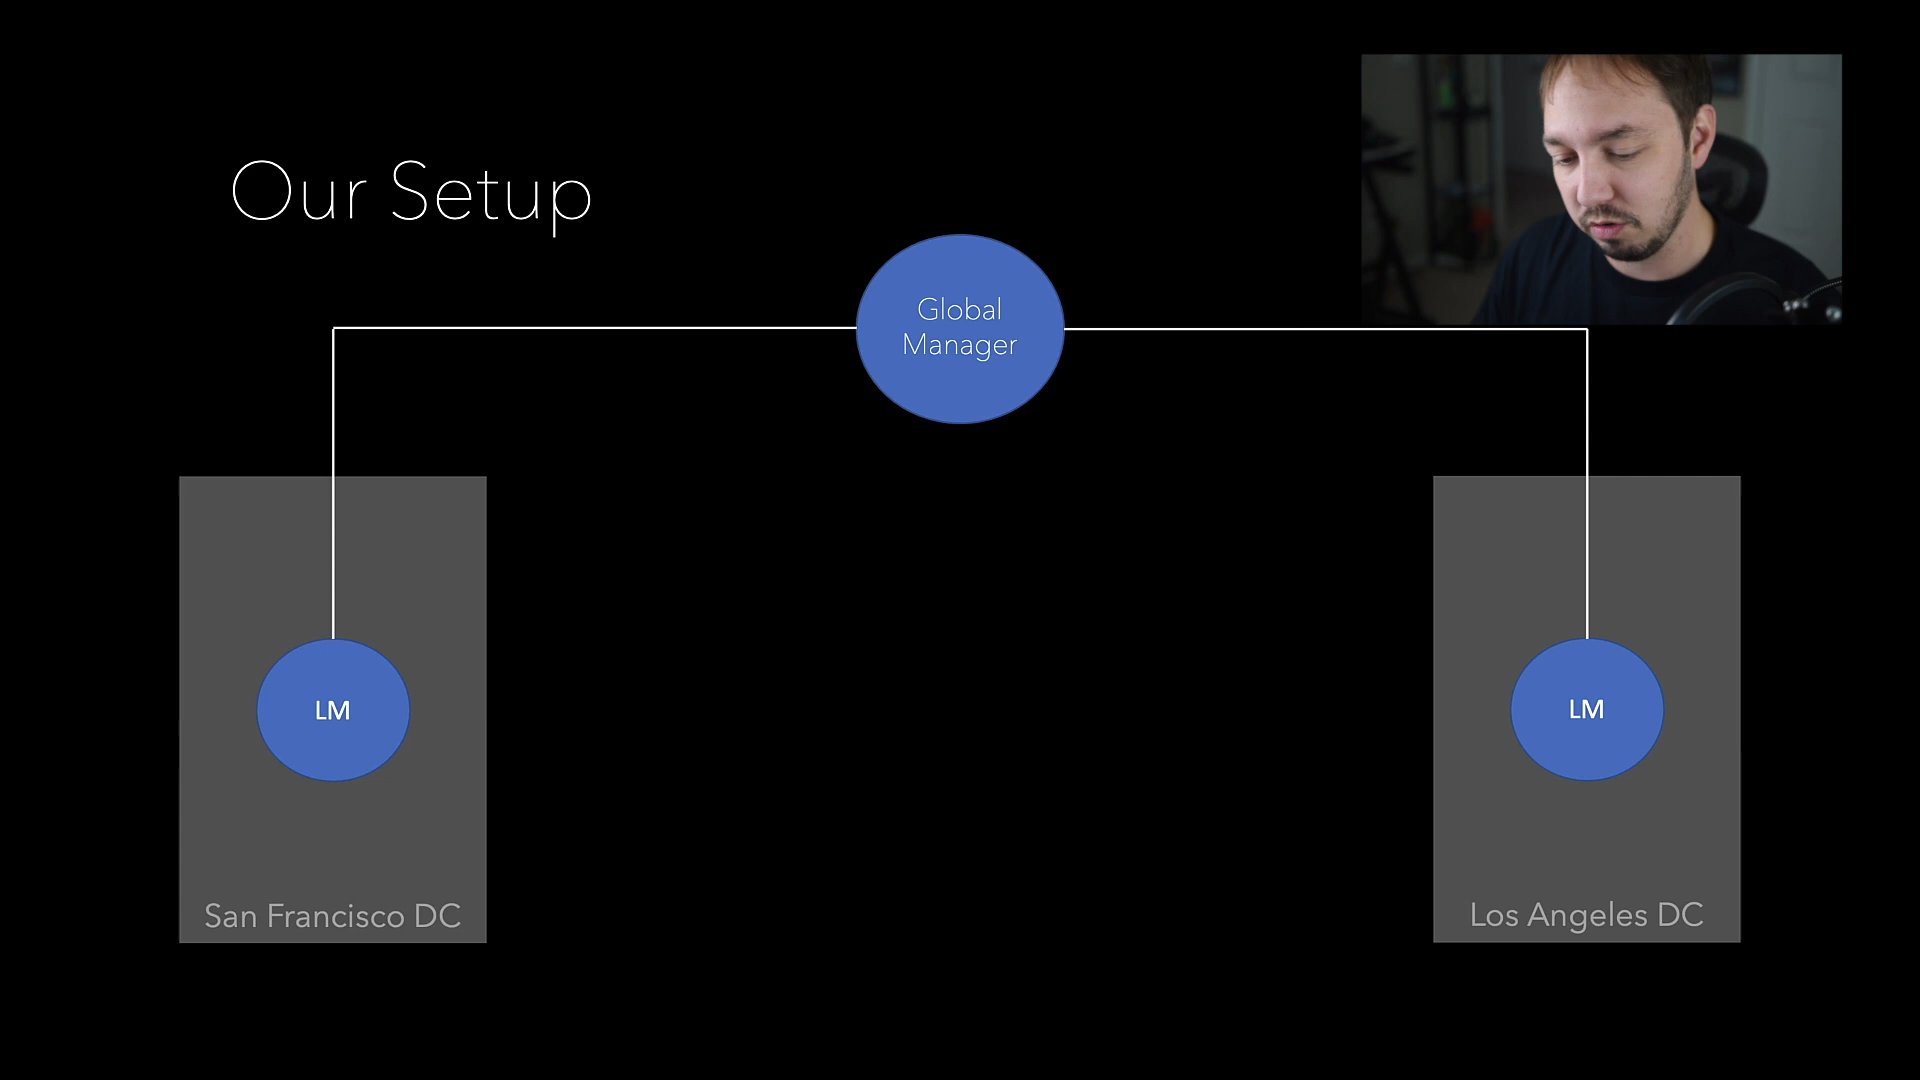 Our Setup
Global
Manager
LM
LM
San Francisco DC
Los Angeles DC